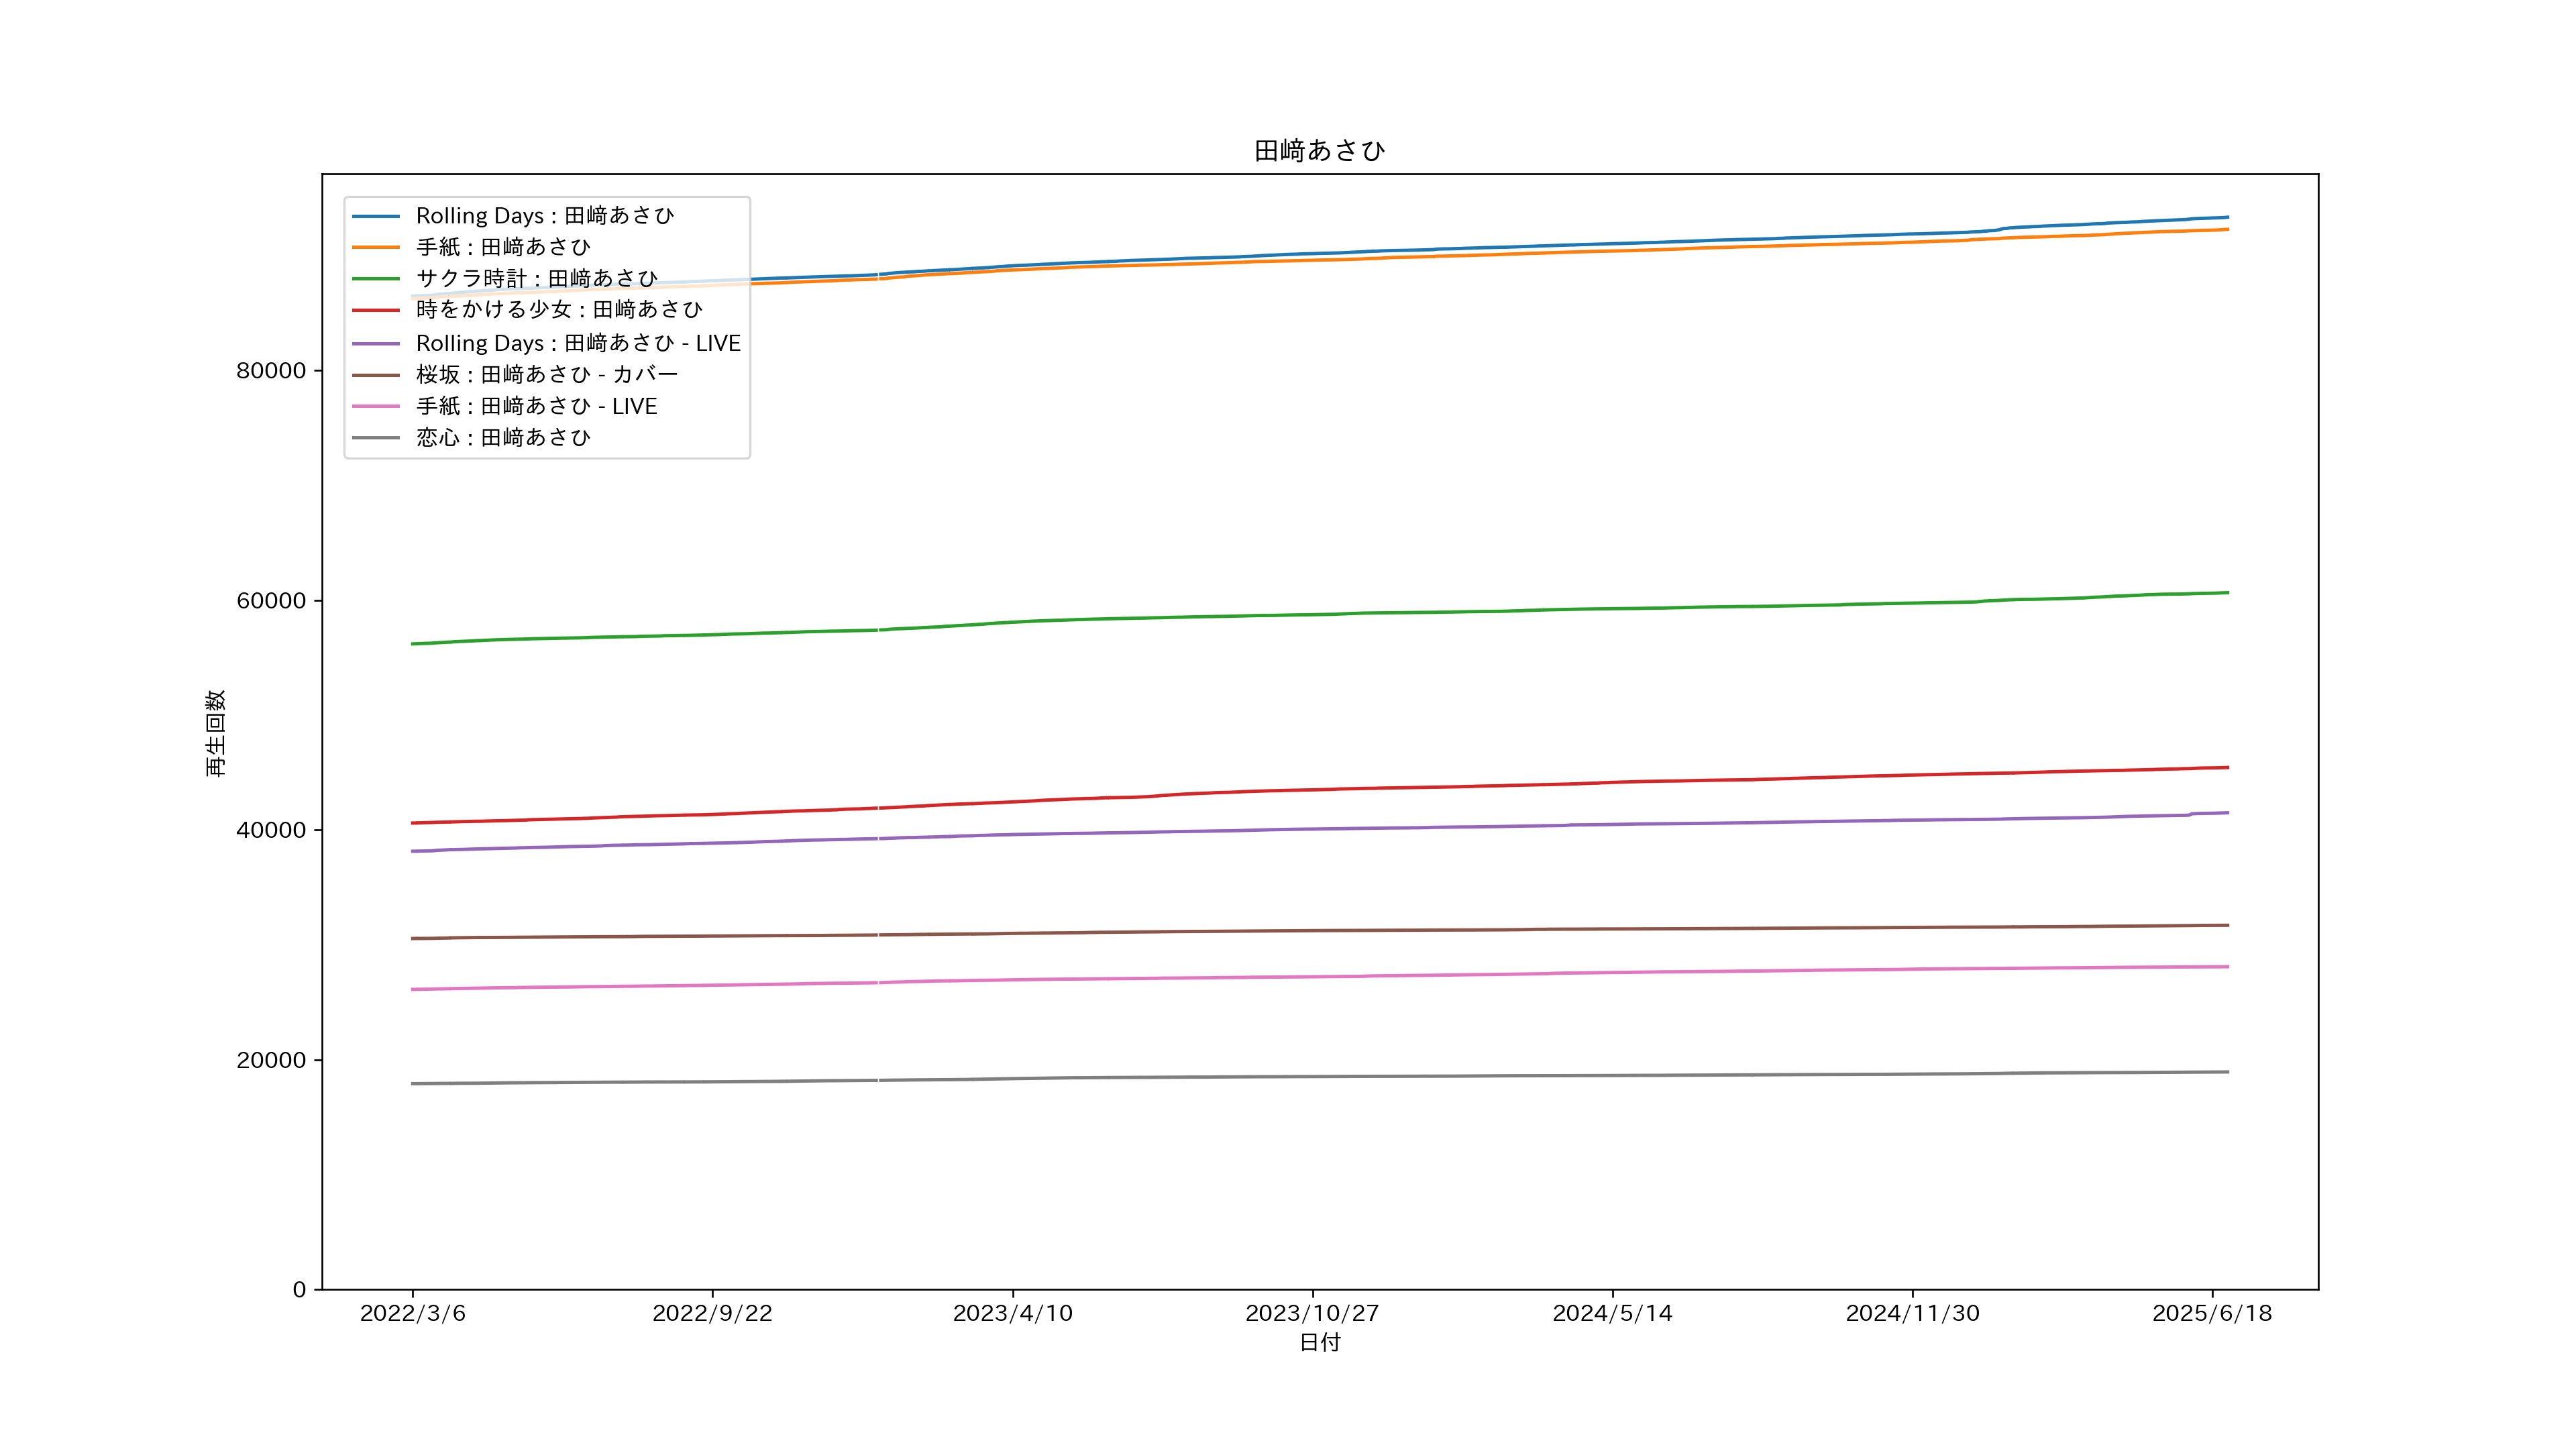 田﨑あさひ
Rolling Days : 田﨑あさひ
手紙 : 田﨑あさひ
サクラ時計 : 田﨑あさひ
時をかける少女 : 田﨑あさひ
Rolling Days : 田﨑あさひ - LIVE
桜坂 : 田﨑あさひ - カバー
手紙 : 田﨑あさひ - LIVE
恋心 : 田﨑あさひ
80000
60000
40000
20000
0
再生回数
2022/3/6 2022/9/22 2023/4/10 2023/10/27 2024/5/14 2024/11/30 2025/6/18
日付